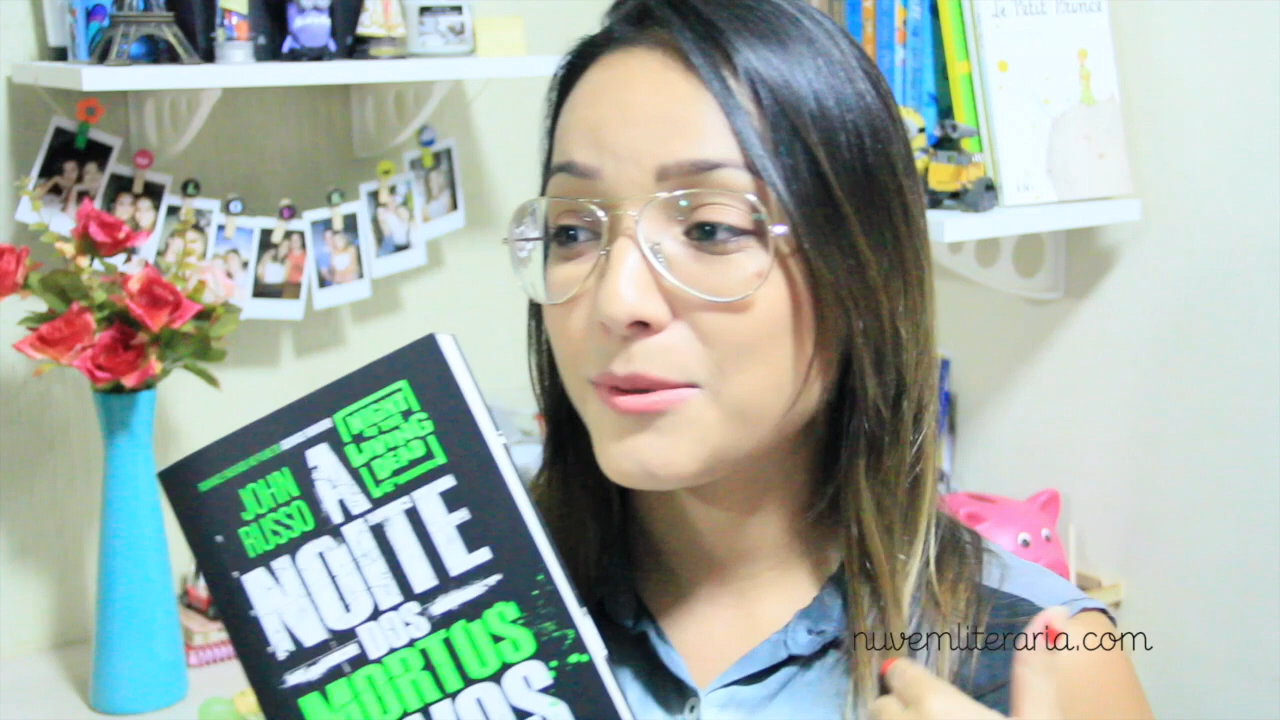 Le Petit Prince
NIGHT
OF THE
LIVING
DEAD
JOHN
RUSSO
A
NOITE
DOS
MORTOS
nuvemliteraria.com